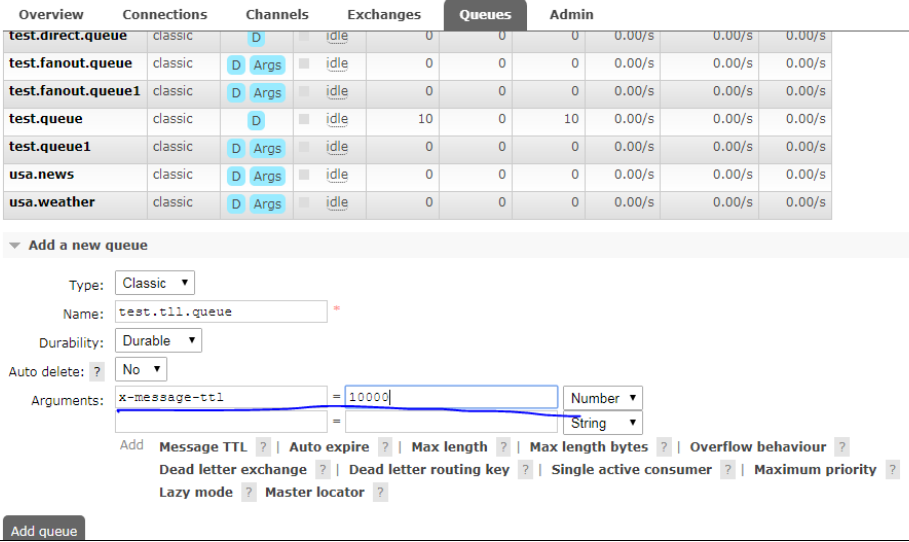 Overview Connections Channels Exchanges Queues Admin
test.direct.queue classic D idle 0 0 0 0.00/s 0.00/s 0.00/s
test.fanout.queue classic D Args idle 0 0 0 0.00/s 0.00/s 0.00/s
test.fanout.queue1 classic D Args idle 0 0 0 0.00/s 0.00/s 0.00/s
test.queue classic D idle 10 0 10 0.00/s 0.00/s 0.00/s
test.queue1 classic D Args idle 0 0 0 0.00/s 0.00/s 0.00/s
usa.news classic D Args idle 0 0 0 0.00/s 0.00/s 0.00/s
usa.weather classic D Args idle 0 0 0 0.00/s 0.00/s 0.00/s
Add a new queue
Type: Classic
Name: test.tll.queue *
Durability: Durable
Auto delete: ? No
Arguments: x-message-ttl = 10000 Number
= String
Add Message TTL ? | Auto expire ? | Max length ? | Max length bytes ? | Overflow behaviour ?
Dead letter exchange ? | Dead letter routing key ? | Single active consumer ? | Maximum priority ?
Lazy mode ? Master locator ?
Add queue